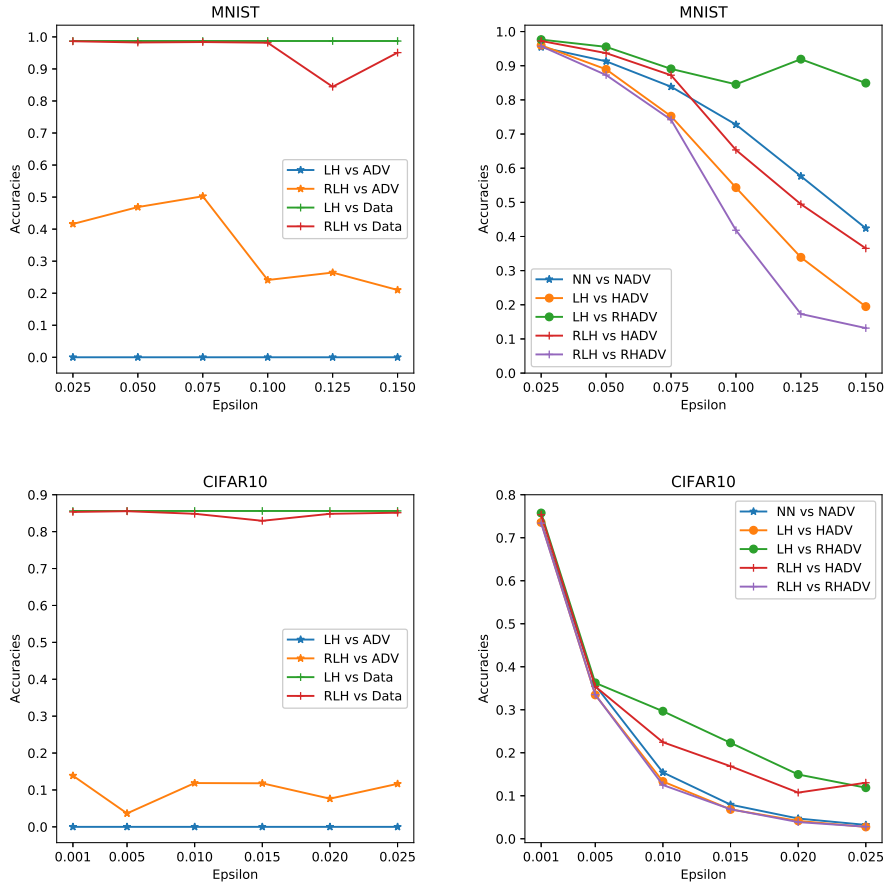 MNIST
1.0
0.9
0.8
0.7
0.6
0.5
0.4
0.3
0.2
0.1
0.0
Accuracies
LH vs ADV
RLH vs ADV
LH vs Data
RLH vs Data
0.025 0.050 0.075 0.100 0.125 0.150
Epsilon
MNIST
1.0
0.9
0.8
0.7
0.6
0.5
0.4
0.3
0.2
0.1
0.0
Accuracies
NN vs NADV
LH vs HADV
LH vs RHADV
RLH vs HADV
RLH vs RHADV
0.025 0.050 0.075 0.100 0.125 0.150
Epsilon
CIFAR10
0.9
0.8
0.7
0.6
0.5
0.4
0.3
0.2
0.1
0.0
Accuracies
LH vs ADV
RLH vs ADV
LH vs Data
RLH vs Data
0.001 0.005 0.010 0.015 0.020 0.025
Epsilon
CIFAR10
0.8
0.7
0.6
0.5
0.4
0.3
0.2
0.1
0.0
Accuracies
NN vs NADV
LH vs HADV
LH vs RHADV
RLH vs HADV
RLH vs RHADV
0.001 0.005 0.010 0.015 0.020 0.025
Epsilon